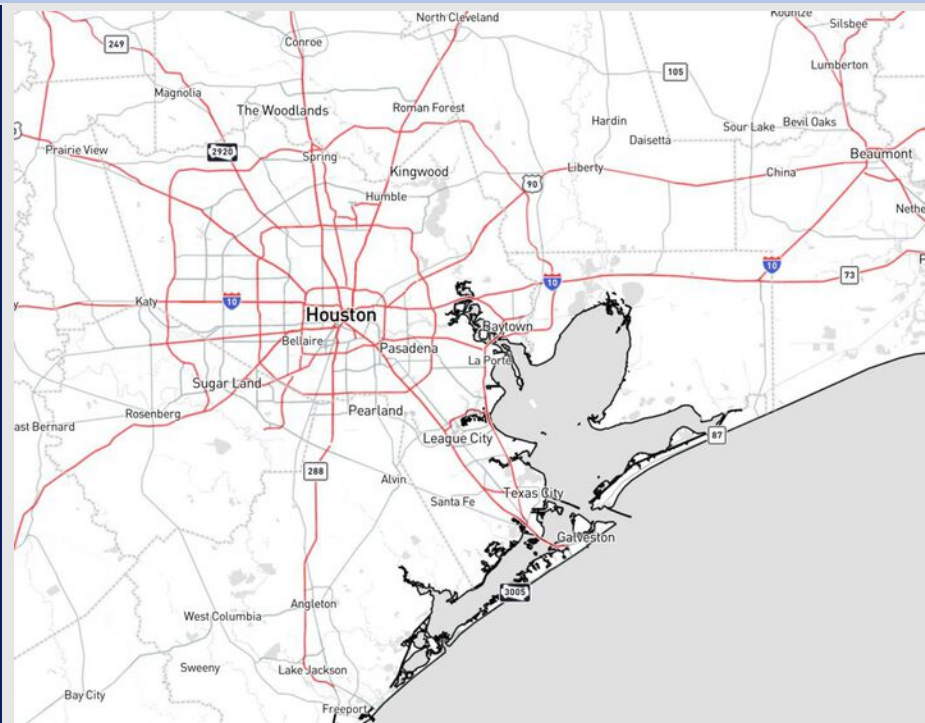 North Cleveland
Kountze
Silsbee
249
Conroe
105
Lumberton
Magnolia
The Woodlands
Roman Forest
Hardin
Sour Lake
Bevil Oaks
Daisetta
Prairie View
2920
Spring
Beaumont
Kingwood
Liberty
China
90
Humble
Nethe
10
10
73
Katy
10
Houston
Baytown
Bellaire
Pasadena
La Porte
Sugar Land
Rosenberg
Pearland
ast Bernard
League City
87
288
Alvin
Texas City
Santa Fe
Galveston
3005
Angleton
West Columbia
Sweeny
Lake Jackson
Bay City
Freeport